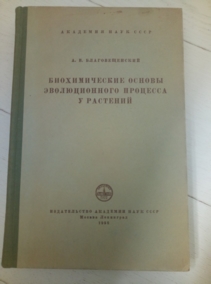 АКАДЕМИЯ НАУК СССР
А. В. БЛАГОВЕЩЕНСКИЙ
БИОХИМИЧЕСКИЕ ОСНОВЫ
ЭВОЛЮЦИОННОГО ПРОЦЕССА
У РАСТЕНИЙ
ИЗДАТЕЛЬСТВО АКАДЕМИИ НАУК СССР
Москва Ленинград